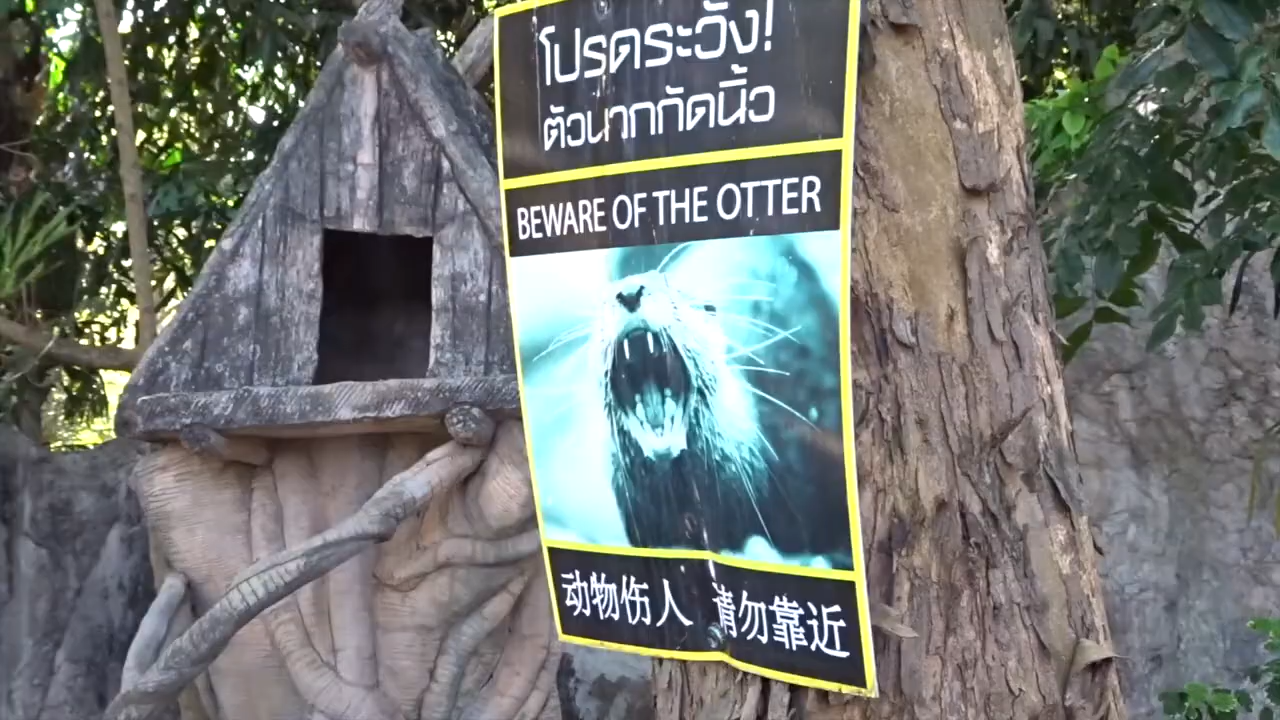 โปรดระวัง!
ตัวนากกัดนิ้ว
BEWARE OF THE OTTER
动物伤人 请勿靠近